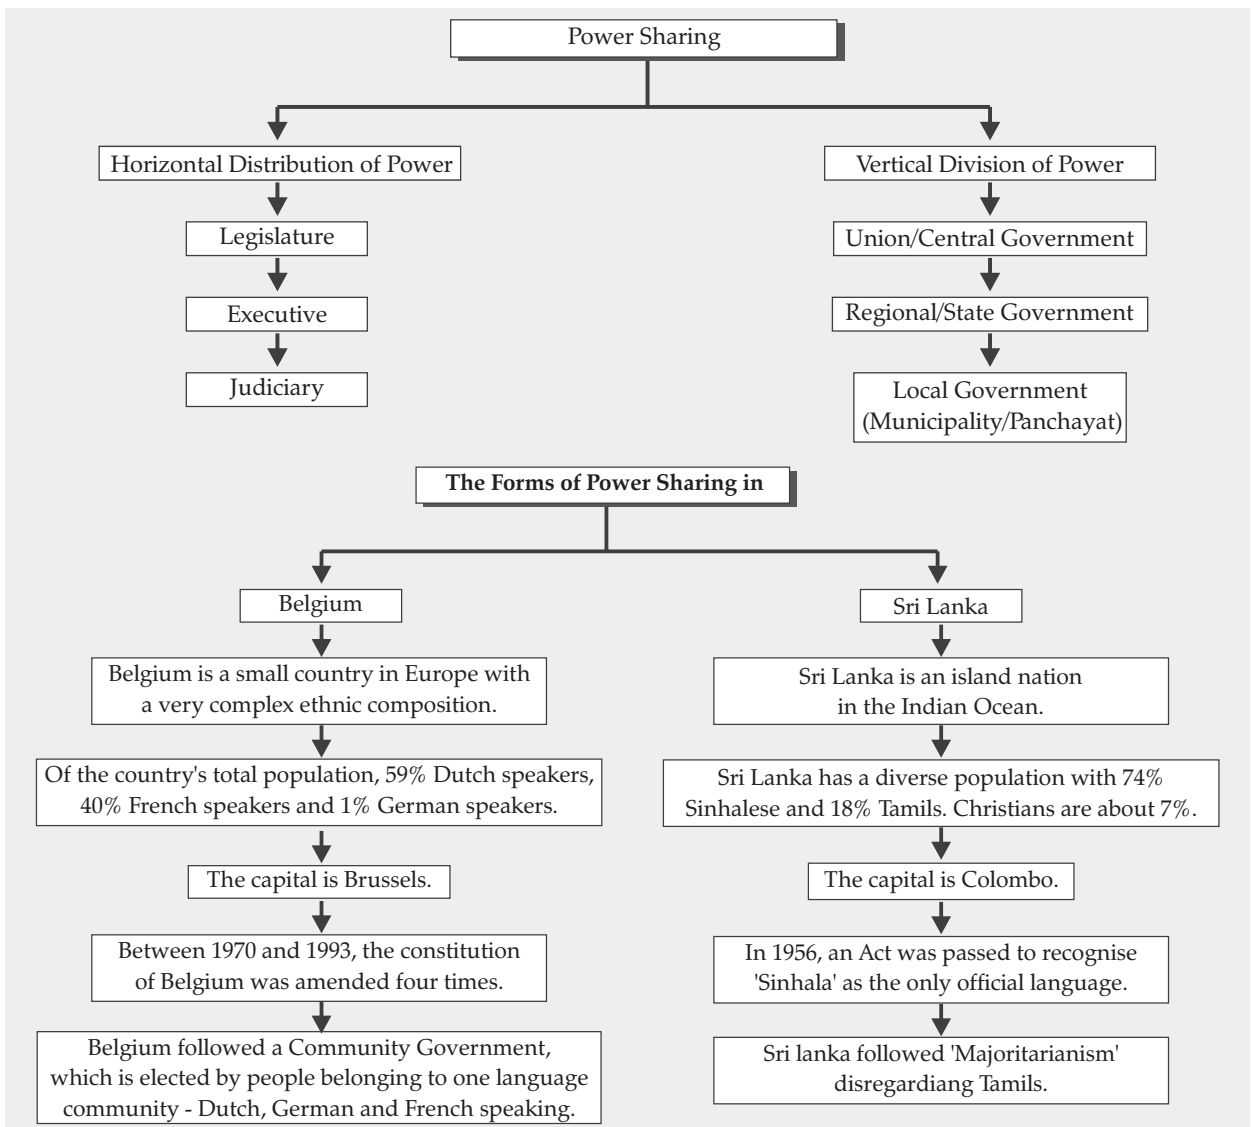 Power Sharing
Horizontal Distribution of Power
Legislature
Executive
Judiciary
Vertical Division of Power
Union/Central Government
Regional/State Government
Local Government
(Municipality/Panchayat)
The Forms of Power Sharing in
Belgium
Belgium is a small country in Europe with
a very complex ethnic composition.
Of the country's total population, 59% Dutch speakers,
40% French speakers and 1% German speakers.
The capital is Brussels.
Between 1970 and 1993, the constitution
of Belgium was amended four times.
Belgium followed a Community Government,
which is elected by people belonging to one language
community - Dutch, German and French speaking.
Sri Lanka
Sri Lanka is an island nation
in the Indian Ocean.
Sri Lanka has a diverse population with 74%
Sinhalese and 18% Tamils. Christians are about 7%.
The capital is Colombo.
In 1956, an Act was passed to recognise
'Sinhala' as the only official language.
Sri lanka followed 'Majoritarianism'
disregardiang Tamils.